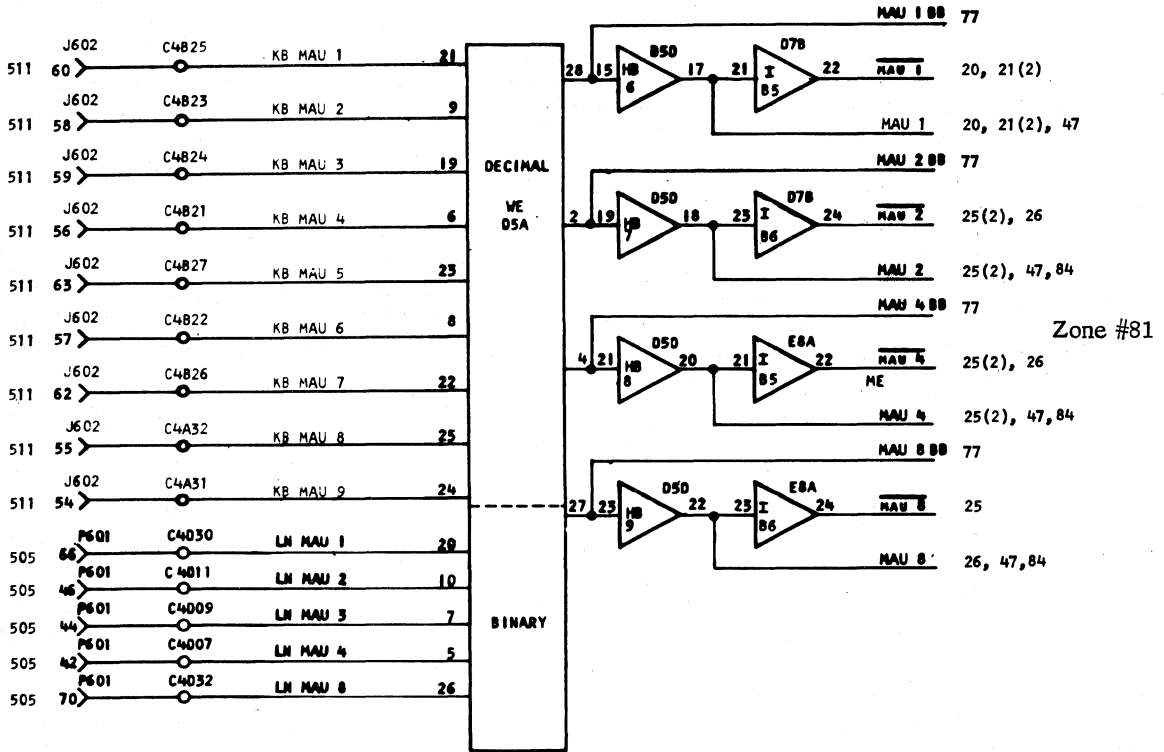 J602 C4B25
511 60 KB MAU 1 21
J602 C4B23
511 58 KB MAU 2 9
J602 C4B24
511 59 KB MAU 3 19
J602 C4B21
511 56 KB MAU 4 6
J602 C4B27
511 63 KB MAU 5 23
J602 C4B22
511 57 KB MAU 6 8
J602 C4B26
511 62 KB MAU 7 22
J602 C4A32
511 55 KB MAU 8 25
J602 C4A31
511 54 KB MAU 9 24
P601 C4D30
505 66 LN MAU 1 20
P601 C4D11
505 46 LN MAU 2 10
P601 C4D09
505 44 LN MAU 3 7
P601 C4D07
505 42 LN MAU 4 5
P601 C4D32
505 70 LN MAU 8 26
DECIMAL
WE
D5A
BINARY
MAU 1 BB 77
D5D D7B
28 15 HB 6 17 21 I B5 22 MAU 1 20, 21(2)
MAU 1 20, 21(2), 47
MAU 2 BB 77
D5D D7B
2 19 HB 7 18 23 I B6 24 MAU 2 25(2), 26
MAU 2 25(2), 47,84
MAU 4 BB 77
D5D E8A
4 21 HB 8 20 21 I B5 22 MAU 4 25(2), 26
ME
MAU 4 25(2), 47,84
MAU 8 BB 77
D5D E8A
27 23 HB 9 22 23 I B6 24 MAU 8 25
MAU 8 26, 47,84
Zone #81